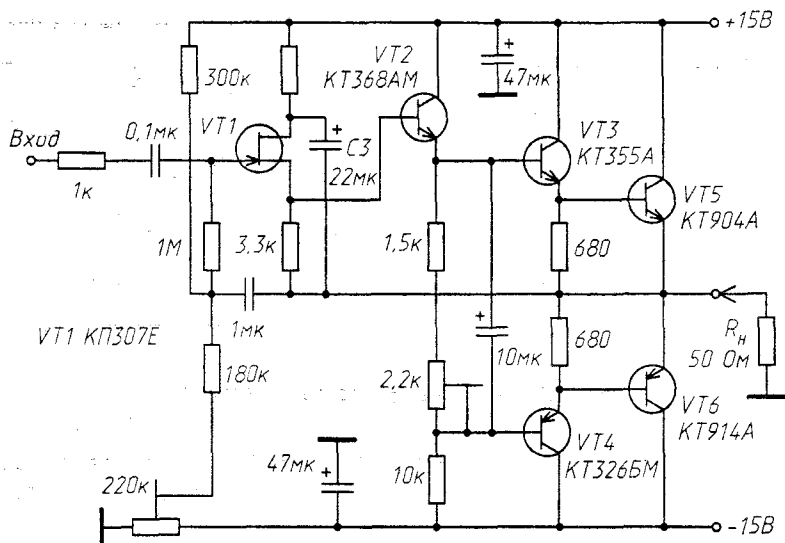 +15В
VT2
КТ368АМ
47мк
+
300к
VT1
+
С3
22мк
VT3
КТ355А
Вход
0,1мк
1к
VT5
КТ904А
1М
3,3к
1,5к
680
VT1 КП307Е
1мк
+
10мк
680
Rн
50 Ом
180к
2,2к
VT6
КТ914А
VT4
КТ326БМ
220к
47мк
+
10к
-15В